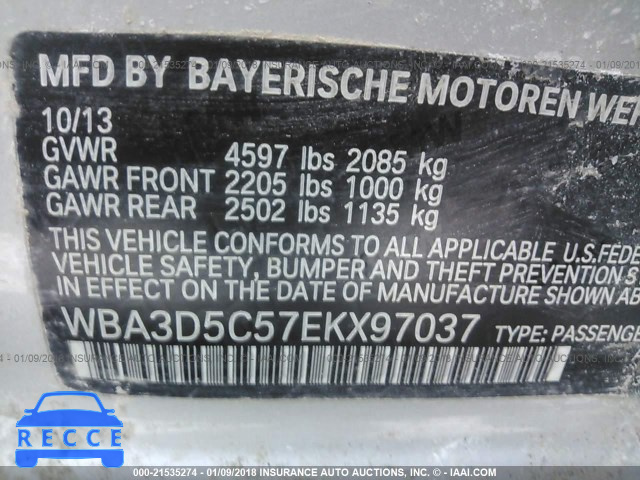 MFD BY BAYERISCHE MOTOREN
10/13
GVWR 4597 lbs 2085 kg
GAWR FRONT 2205 lbs 1000 kg
GAWR REAR 2502 lbs 1135 kg
THIS VEHICLE CONFORMS TO ALL APPLICABLE U.S. FEDE
VEHICLE SAFETY, BUMPER AND THEFT PREVENTION S
IN EFFECT ON THE DATE OF MANUFACTURE SHOWN AB
WBA3D5C57EKX97037 TYPE: PASSENGE
RECCE
000-21535274 - 01/09/2018 INSURANCE AUTO AUCTIONS, INC. - IAAI.COM